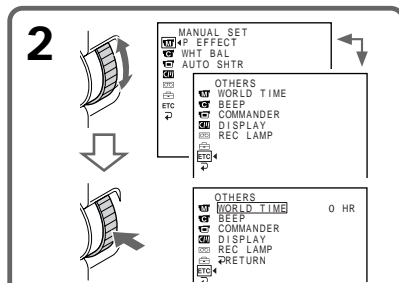 2
MANUAL SET
P EFFECT
WHT BAL
AUTO SHTR
ETC
OTHERS
WORLD TIME
BEEP
COMMANDER
DISPLAY
REC LAMP
ETC
OTHERS
WORLD TIME 0 HR
BEEP
COMMANDER
DISPLAY
REC LAMP
RETURN
ETC